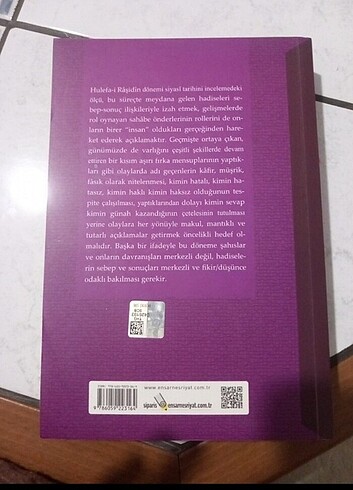 Hulefa-i Râşidîn dönemi siyasî tarihini incelemedeki
ölçü, bu süreçte meydana gelen hadiseleri se-
bep-sonuç ilişkileriyle izah etmek, gelişmelerde
rol oynayan sahâbe önderlerinin rollerini de on-
ların birer "insan" oldukları gerçeğinden hare-
ket ederek açıklamaktır. Geçmişte ortaya çıkan,
günümüzde de varlığını çeşitli şekillerde devam
ettiren bir kısım aşırı fırka mensuplarının yaptık-
ları gibi olaylarda adı geçenlerin kâfir, müşrik,
fâsık olarak nitelenmesi, kimin hatalı, kimin ha-
tasız, kimin haklı kimin haksız olduğunun tes-
pite çalışılması, yaptıklarından dolayı kimin sevap
kimin günah kazandığının çetelesinin tutulması
yerine olaylara her yönüyle makul, mantıklı ve
tutarlı açıklamalar getirmek öncelikli hedef ol-
malıdır. Başka bir ifadeyle bu döneme şahıslar
ve onların davranışları merkezli değil, hadisele-
rin sebep ve sonuçları merkezli ve fikir/düşünce
odaklı bakılması gerekir.
www.ensarnesriyat.com.tr
sipariş
ensarnesriyat.com.tr
9 786059 223164